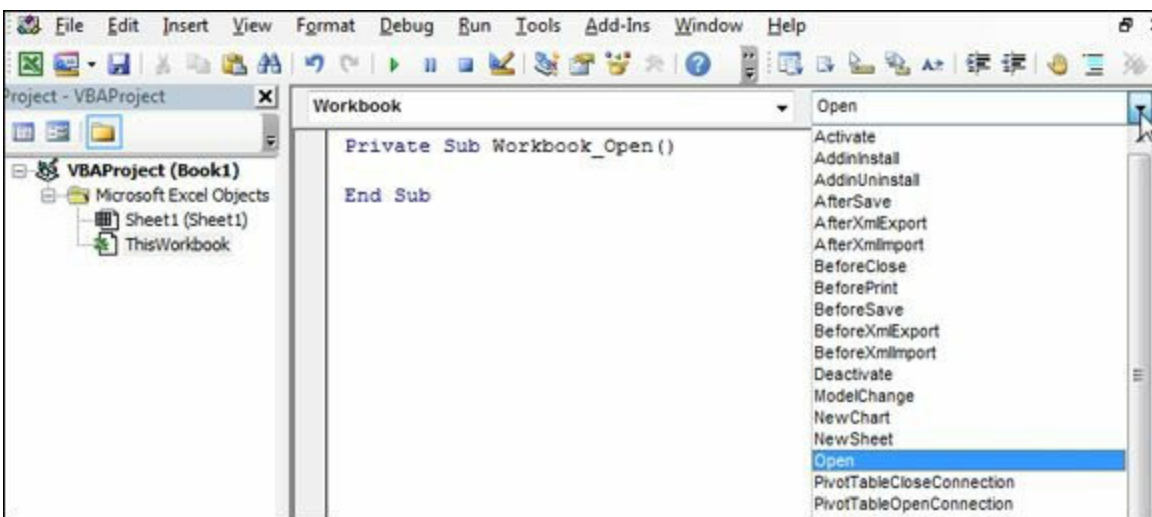 File Edit Insert View Format Debug Run Tools Add-Ins Window Help
Project - VBAProject
VBAProject (Book1)
Microsoft Excel Objects
Sheet1 (Sheet1)
ThisWorkbook
Workbook
Private Sub Workbook_Open()
End Sub
Open
Activate
AddinInstall
AddinUninstall
AfterSave
AfterXmlExport
AfterXmlImport
BeforeClose
BeforePrint
BeforeSave
BeforeXmlExport
BeforeXmlImport
Deactivate
ModelChange
NewChart
NewSheet
Open
PivotTableCloseConnection
PivotTableOpenConnection